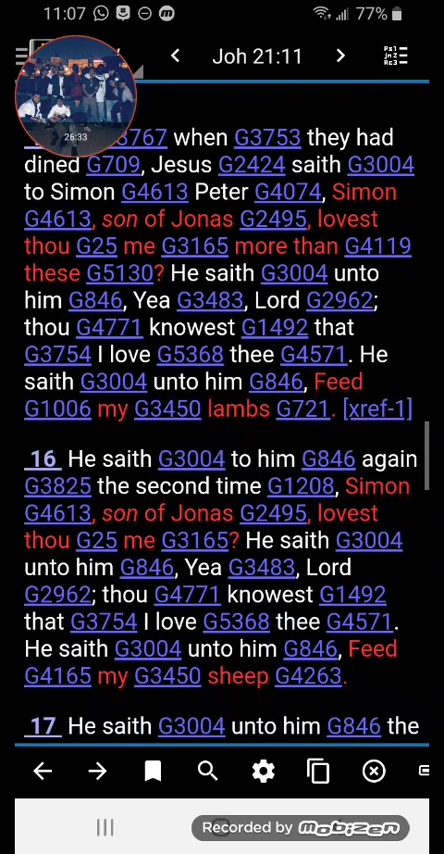 11:07 77%
Joh 21:11
26:33
8767 when G3753 they had
dined G709, Jesus G2424 saith G3004
to Simon G4613 Peter G4074, Simon
G4613, son of Jonas G2495, lovest
thou G25 me G3165 more than G4119
these G5130? He saith G3004 unto
him G846, Yea G3483, Lord G2962;
thou G4771 knowest G1492 that
G3754 I love G5368 thee G4571. He
saith G3004 unto him G846, Feed
G1006 my G3450 lambs G721. [xref-1]
16 He saith G3004 to him G846 again
G3825 the second time G1208, Simon
G4613, son of Jonas G2495, lovest
thou G25 me G3165? He saith G3004
unto him G846, Yea G3483, Lord
G2962; thou G4771 knowest G1492
that G3754 I love G5368 thee G4571.
He saith G3004 unto him G846, Feed
G4165 my G3450 sheep G4263.
17 He saith G3004 unto him G846 the
Recorded by Mobizen